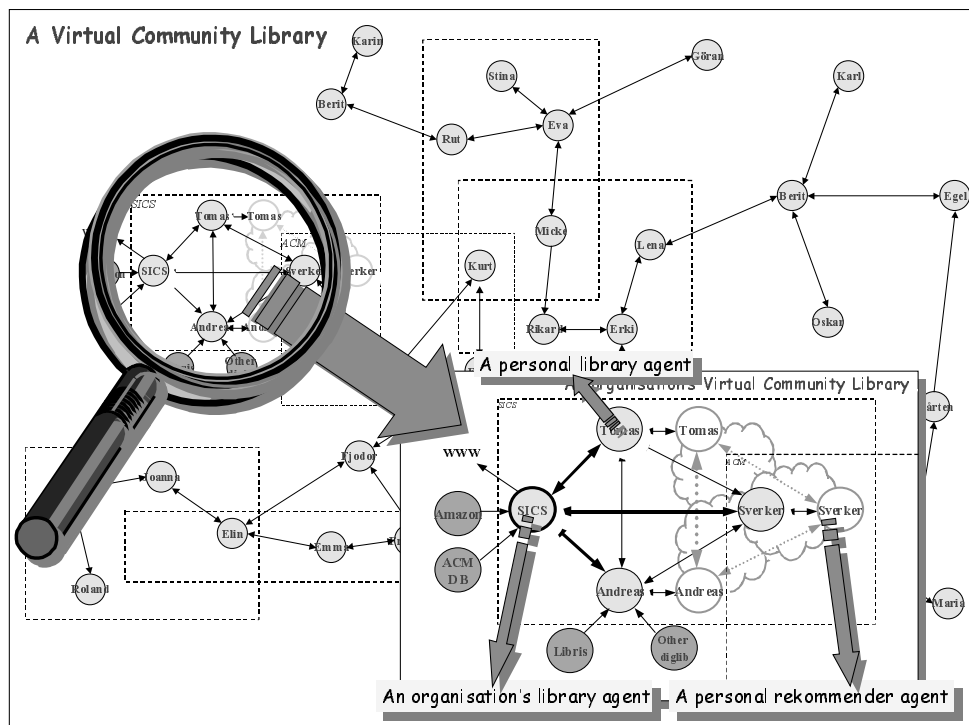 A Virtual Community Library
Karin
Göran
Stina
Karl
Berit
Eva
Rut
Berit
Egel
SICS
Tomas
Tomas
Micke
Lena
ACM
SICS
Kurt
Oskar
Rikard
Erki
A personal library agent
Virtual Community Library
SICS
Tomas
Tomas
Fjodor
www
ACM
Joanna
SICS
Sverker
Sverker
Amazon
Elin
Emma
ACM
DB
Roland
Andreas
Andreas
Maria
Libris
Other
diglib
An organisation's library agent
A personal rekommender agent